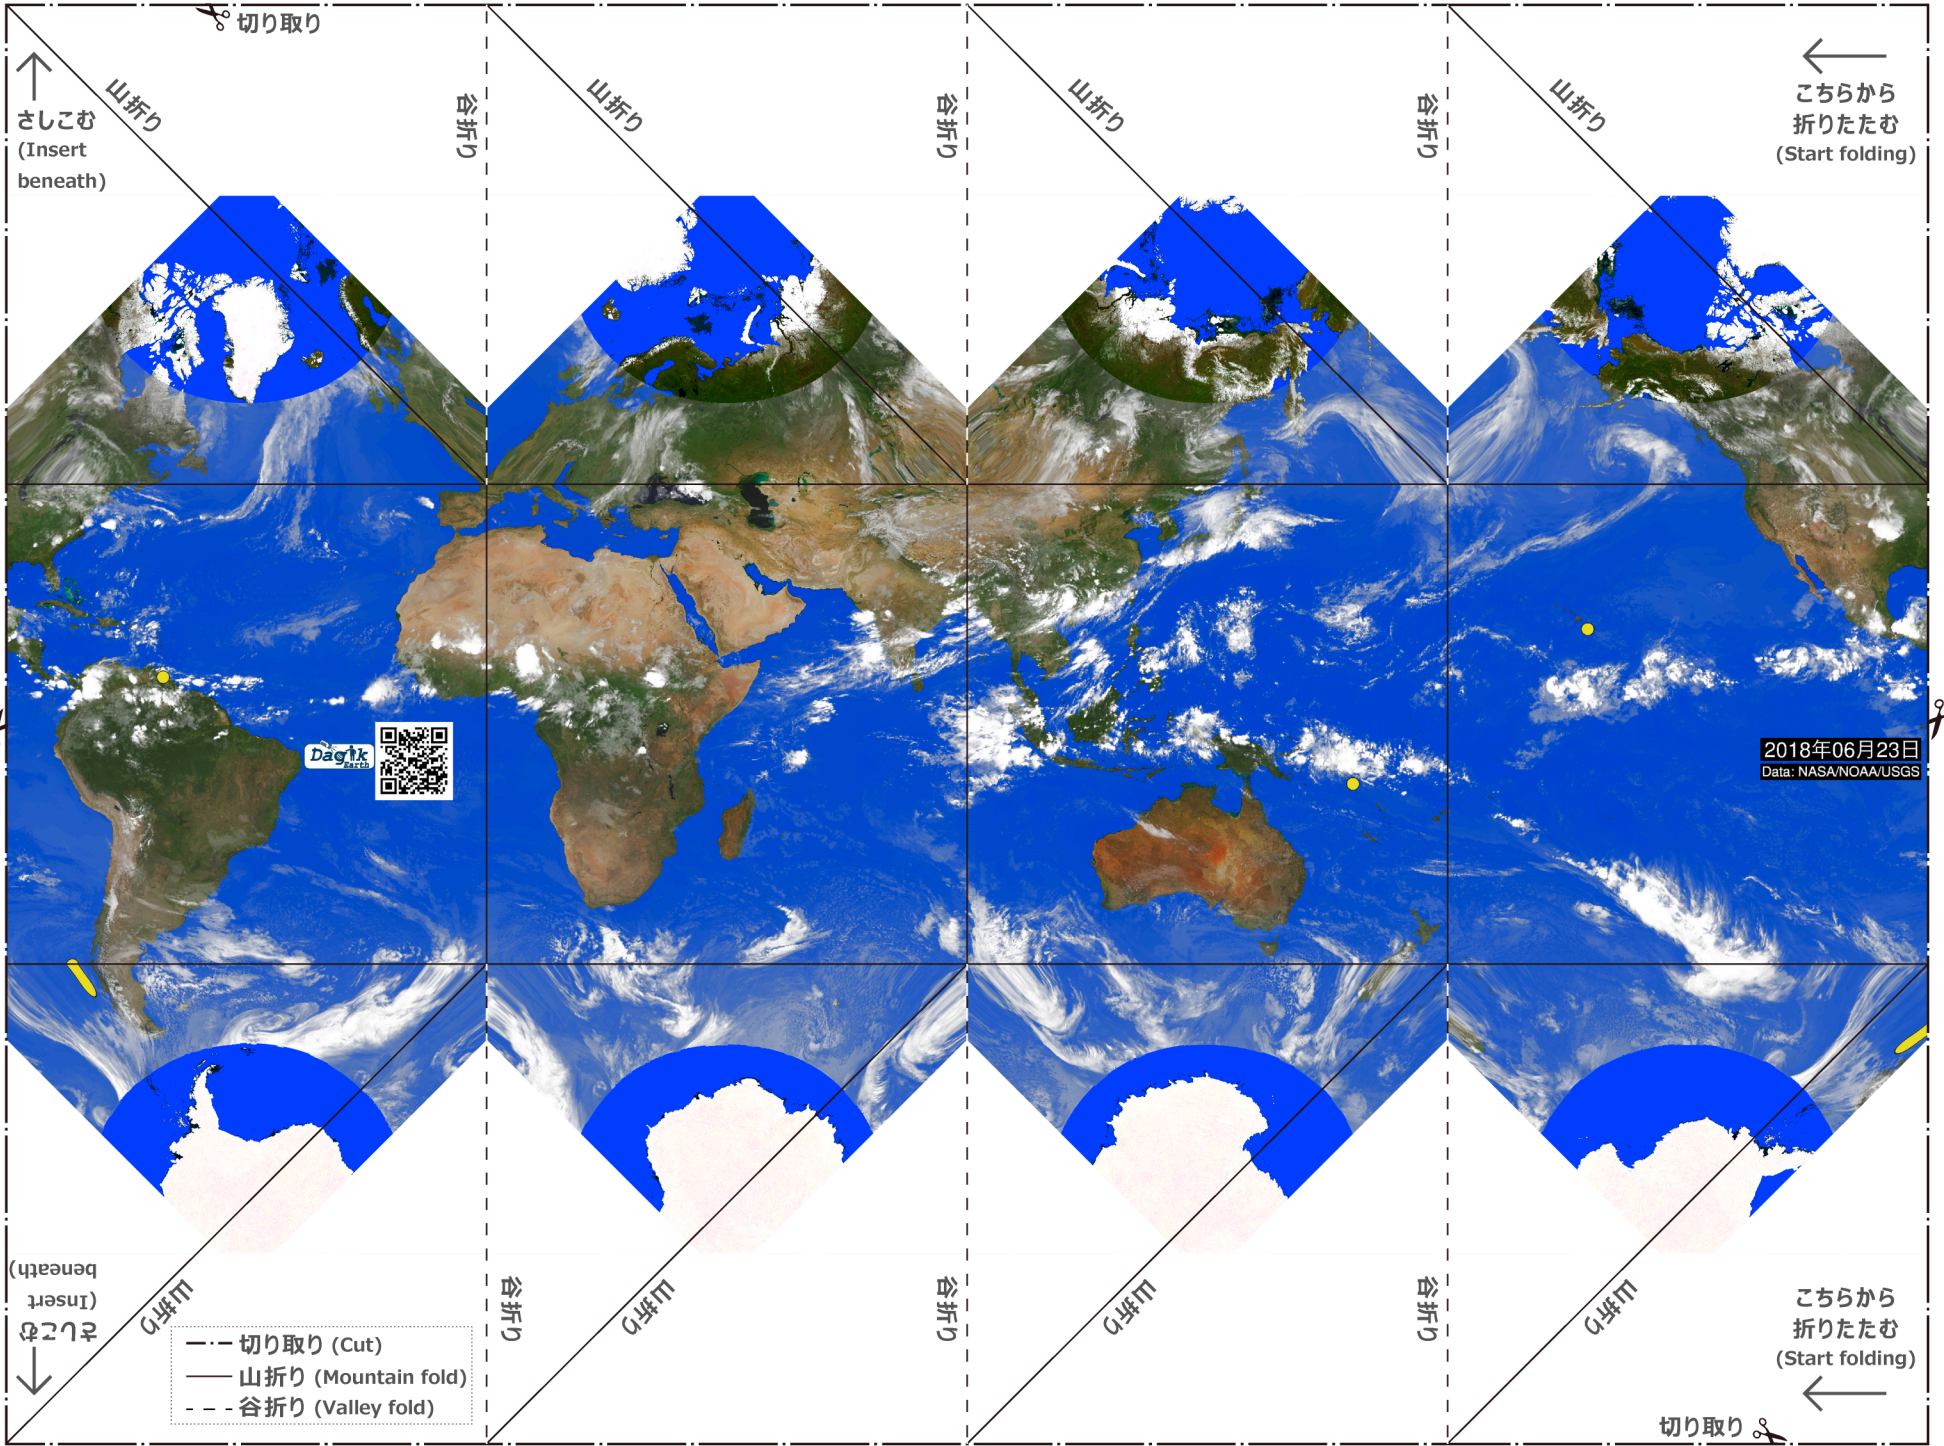 切り取り
さしこむ
(Insert
beneath)
山折り
谷折り
山折り
谷折り
山折り
谷折り
山折り
こちらから
折りたたむ
(Start folding)
Dagik
Earth
2018年06月23日
Data: NASA/NOAA/USGS
さしこむ
(Insert
beneath)
山折り
谷折り
山折り
谷折り
山折り
谷折り
山折り
こちらから
折りたたむ
(Start folding)
切り取り (Cut)
山折り (Mountain fold)
谷折り (Valley fold)
切り取り